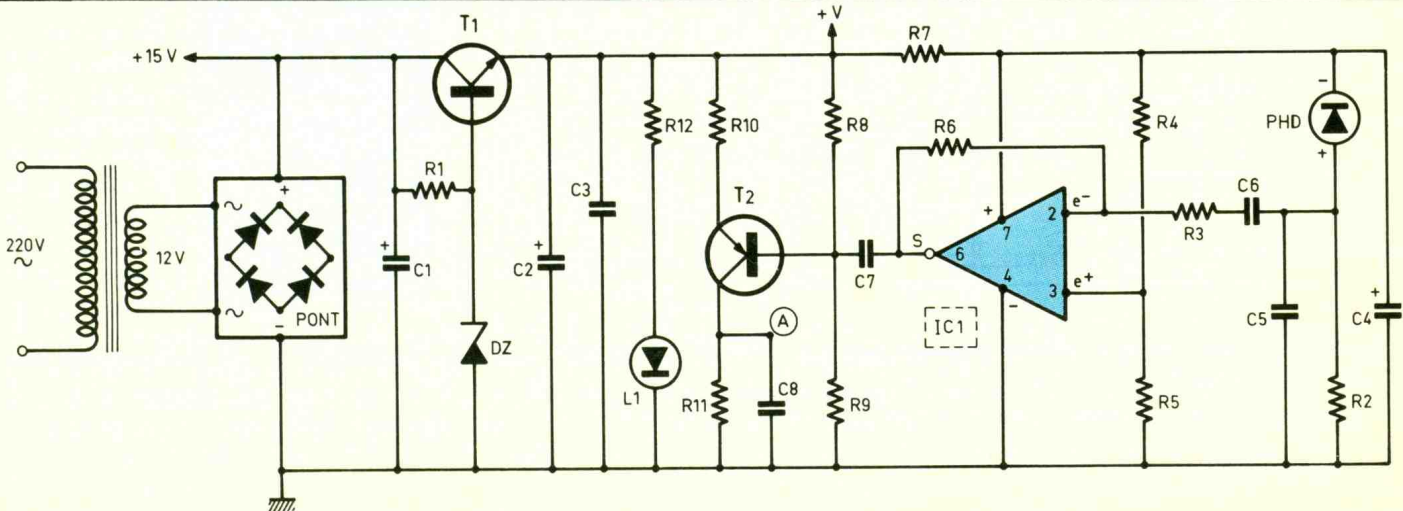 T1
+V
R7
+15 V
R12
R10
R8
R6
R4
PHD
-
+
R1
C3
T2
C6
R3
C7
S
6
+
7
4
-
2
e-
3
e+
220V
~
12V
~
~
+
-
PONT
+
C1
+
C2
DZ
L1
A
R11
C8
R9
IC1
R5
C5
R2
+
C4